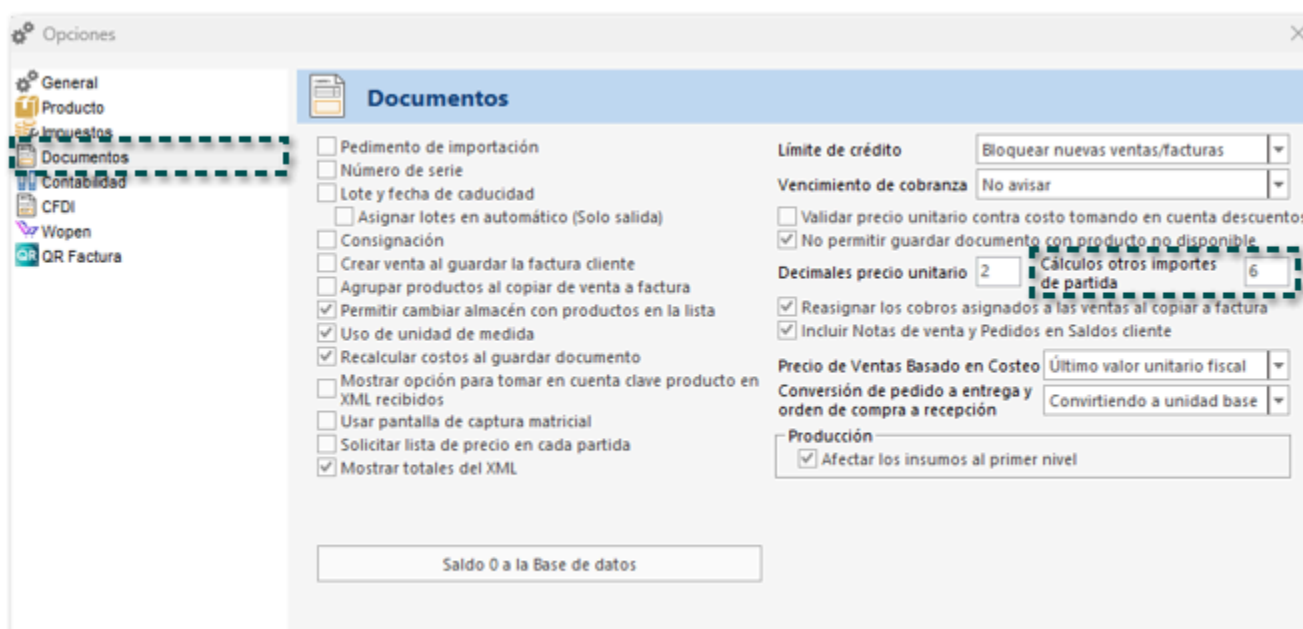 Opciones
General
Producto
Impuestos
Documentos
Contabilidad
CFDI
Wopen
QR QR Factura
Documentos
Pedimento de importación
Número de serie
Lote y fecha de caducidad
Asignar lotes en automático (Solo salida)
Consignación
Crear venta al guardar la factura cliente
Agrupar productos al copiar de venta a factura
Permitir cambiar almacén con productos en la lista
Uso de unidad de medida
Recalcular costos al guardar documento
Mostrar opción para tomar en cuenta clave producto en
XML recibidos
Usar pantalla de captura matricial
Solicitar lista de precio en cada partida
Mostrar totales del XML
Saldo 0 a la Base de datos
Límite de crédito Bloquear nuevas ventas/facturas
Vencimiento de cobranza No avisar
Validar precio unitario contra costo tomando en cuenta descuentos
No permitir guardar documento con producto no disponible
Decimales precio unitario 2 Cálculos otros importes
de partida 6
Reasignar los cobros asignados a las ventas al copiar a factura
Incluir Notas de venta y Pedidos en Saldos cliente
Precio de Ventas Basado en Costeo Último valor unitario fiscal
Conversión de pedido a entrega y
orden de compra a recepción Convirtiendo a unidad base
Producción
Afectar los insumos al primer nivel